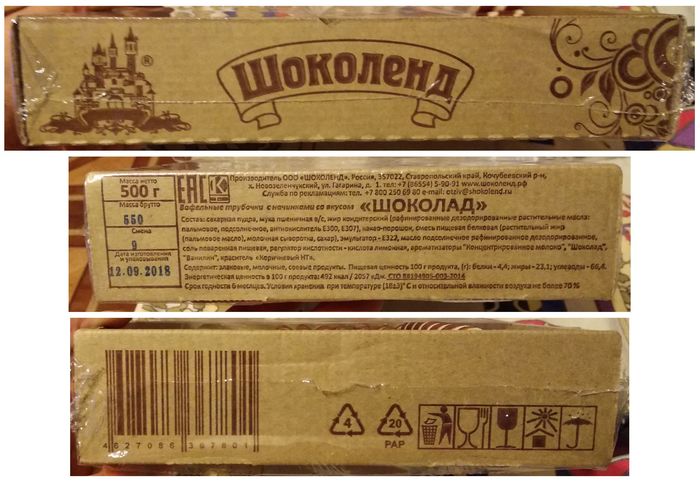 ШОКОЛЕНД
®
Масса нетто
500 г
Масса брутто
550
Смена
9
Дата изготовления
и упаковывания
12.09.2018
EAC
Производитель ООО «ШОКОЛЕНД». Россия, 357022, Ставропольский край, Кочубеевский р-н,
х. Новозеленчукский, ул. Гагарина, д. 1. тел: +7 (86554) 5-90-91 www.шоколенд.рф
Служба по рекламациям: тел. +7 800 250 69 80 e-mail: otziv@shokolend.ru
Вафельные трубочки с начинками со вкусом «ШОКОЛАД»
Состав: сахарная пудра, мука пшеничная в/с, жир кондитерский (рафинированные дезодорированные растительные масла:
пальмовое, подсолнечное, антиокислитель Е300, Е307), какао-порошок, смесь пищевая белковая (растительный жир
(пальмовое масло), молочная сыворотка, сахар), эмульгатор - Е322, масло подсолнечное рафинированное дезодорированное,
соль поваренная пищевая, регулятор кислотности - кислота лимонная, ароматизаторы "Концентрированное молоко", "Шоколад",
"Ванилин", краситель «Коричневый НТ».
Содержит: злаковые, молочные, соевые продукты. Пищевая ценность 100 г продукта, (г): белки - 4,4; жиры - 23,1; углеводы - 66,4.
Энергетическая ценность в 100 г продукта: 492 ккал / 2057 кДж. СТО 88194905-003-2014
Срок годности 6 месяцев. Условия хранения: при температуре (18±3)° С и относительной влажности воздуха не более 70 %
4 627086 367801
4
20
PAP